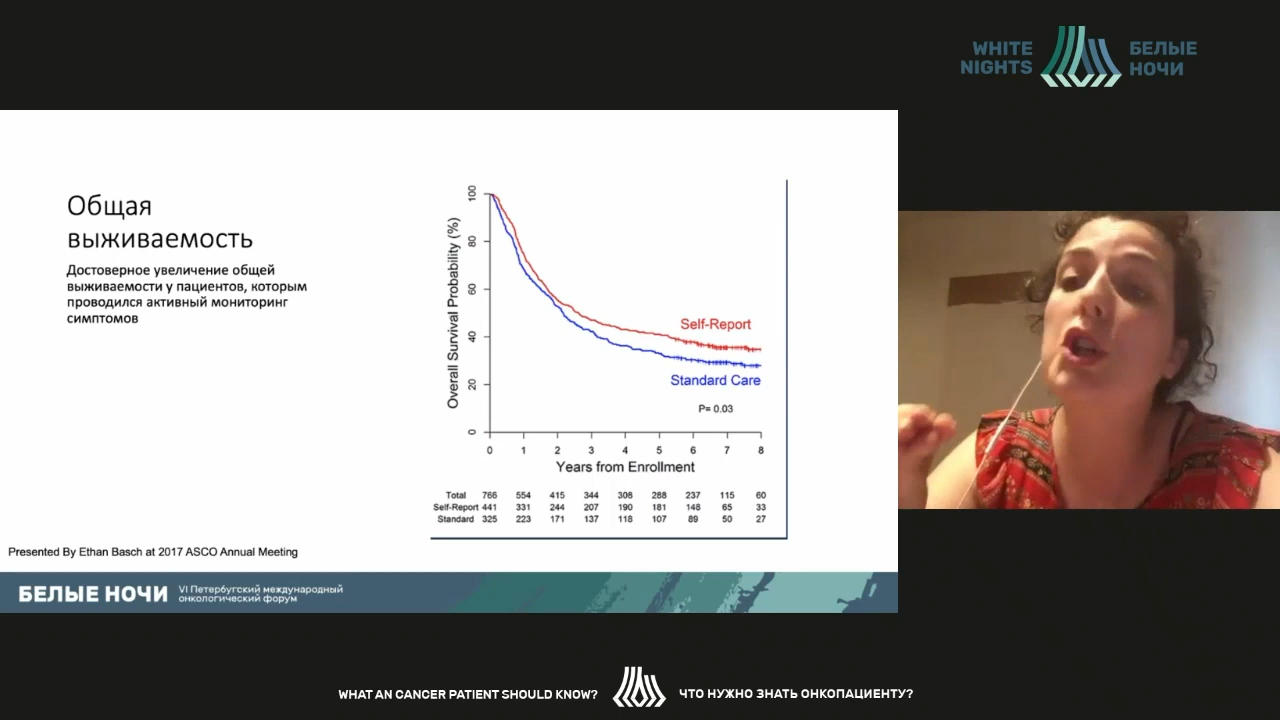 WHITE
NIGHTS
БЕЛЫЕ
НОЧИ
Общая
выживаемость
Достоверное увеличение общей
выживаемости у пациентов, которым
проводился активный мониторинг
симптомов
Overall Survival Probability (%)
100
80
60
40
20
0
Self-Report
Standard Care
P= 0.03
0 1 2 3 4 5 6 7 8
Years from Enrollment
Total 766 554 415 344 308 288 237 115 60
Self-Report 441 331 244 207 190 181 148 65 33
Standard 325 223 171 137 118 107 89 50 27
Presented By Ethan Basch at 2017 ASCO Annual Meeting
БЕЛЫЕ НОЧИ
VI Петербугский международный
онкологический форум
WHAT AN CANCER PATIENT SHOULD KNOW?
ЧТО НУЖНО ЗНАТЬ ОНКОПАЦИЕНТУ?